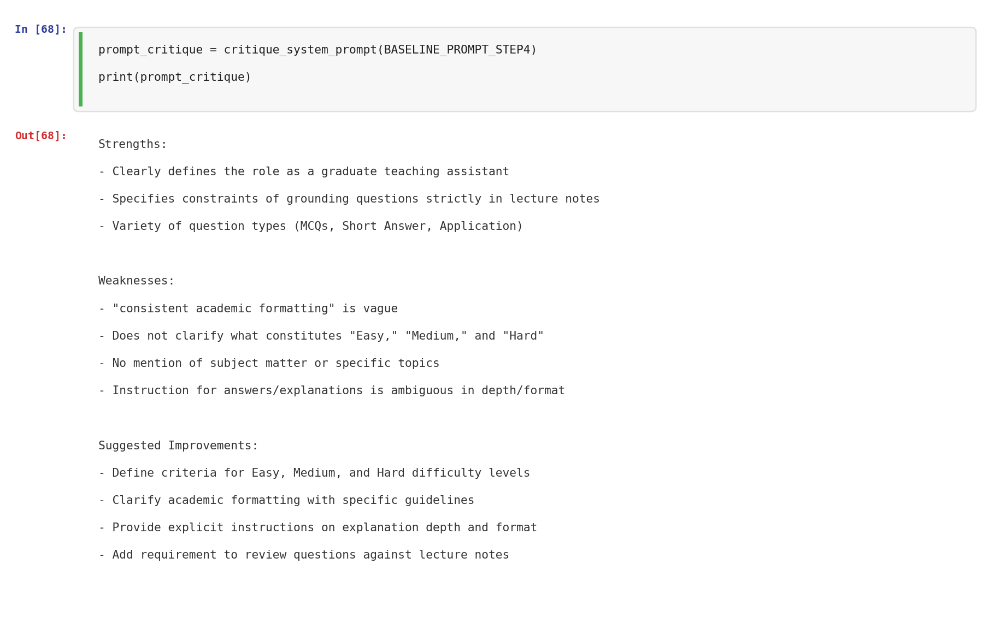 In [68]:
prompt_critique = critique_system_prompt(BASELINE_PROMPT_STEP4)
print(prompt_critique)
Out[68]:
Strengths:
- Clearly defines the role as a graduate teaching assistant
- Specifies constraints of grounding questions strictly in lecture notes
- Variety of question types (MCQs, Short Answer, Application)
Weaknesses:
- "consistent academic formatting" is vague
- Does not clarify what constitutes "Easy," "Medium," and "Hard"
- No mention of subject matter or specific topics
- Instruction for answers/explanations is ambiguous in depth/format
Suggested Improvements:
- Define criteria for Easy, Medium, and Hard difficulty levels
- Clarify academic formatting with specific guidelines
- Provide explicit instructions on explanation depth and format
- Add requirement to review questions against lecture notes